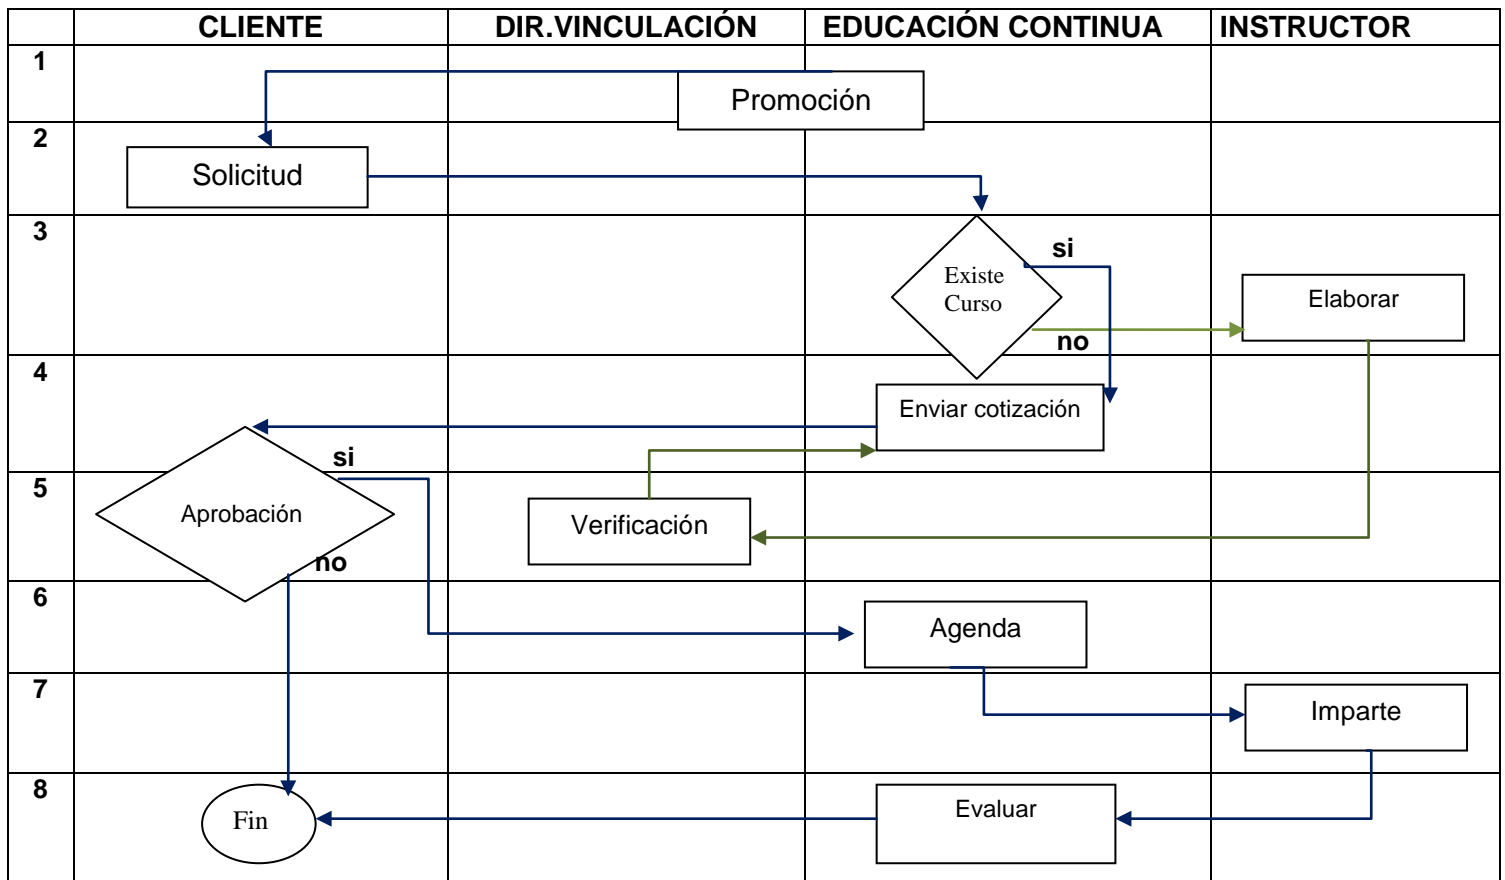 CLIENTE
DIR.VINCULACIÓN
EDUCACIÓN CONTINUA
INSTRUCTOR
1
Promoción
2
Solicitud
3
si
Existe
Curso
Elaborar
no
4
Enviar cotización
si
5
Aprobación
Verificación
no
6
Agenda
7
Imparte
8
Fin
Evaluar